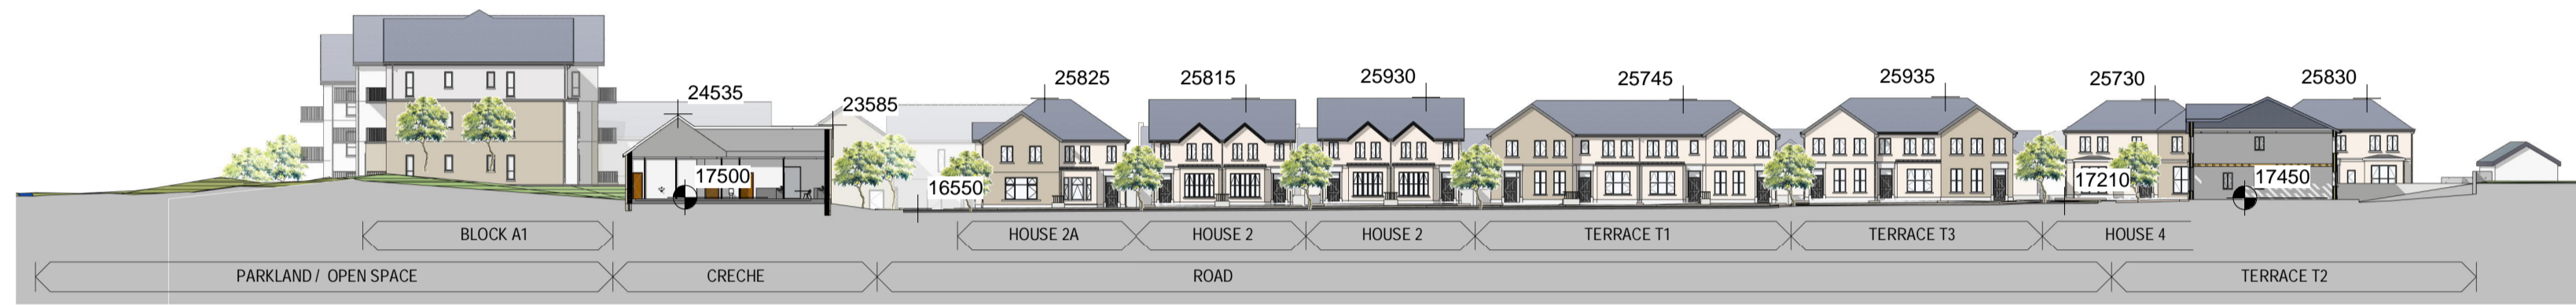 25825
25815
25930
25745
25935
25730
25830
24535
23585
17500
16550
17210
17450
BLOCK A1
HOUSE 2A
HOUSE 2
HOUSE 2
TERRACE T1
TERRACE T3
HOUSE 4
PARKLAND / OPEN SPACE
CRECHE
ROAD
TERRACE T2